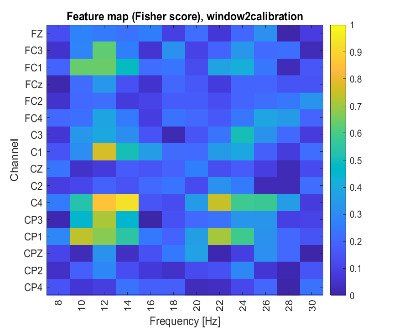 Feature map (Fisher score), window2calibration
FZ
FC3
FC1
FCz
FC2
FC4
C3
C1
CZ
C2
C4
CP3
CP1
CPZ
CP2
CP4
Channel
8 10 12 14 16 18 20 22 24 26 28 30
Frequency [Hz]
1
0.9
0.8
0.7
0.6
0.5
0.4
0.3
0.2
0.1
0